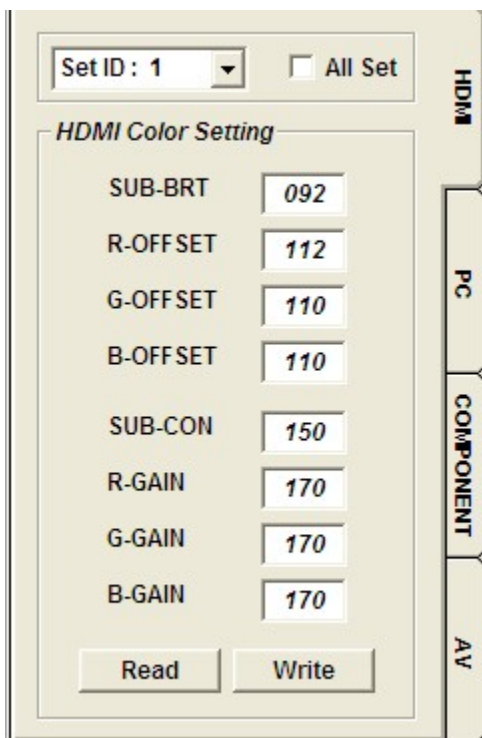 Set ID : 1
All Set
HDMI Color Setting
SUB-BRT 092
R-OFFSET 112
G-OFFSET 110
B-OFFSET 110
SUB-CON 150
R-GAIN 170
G-GAIN 170
B-GAIN 170
Read Write
HDMI
PC
COMPONENT
AV